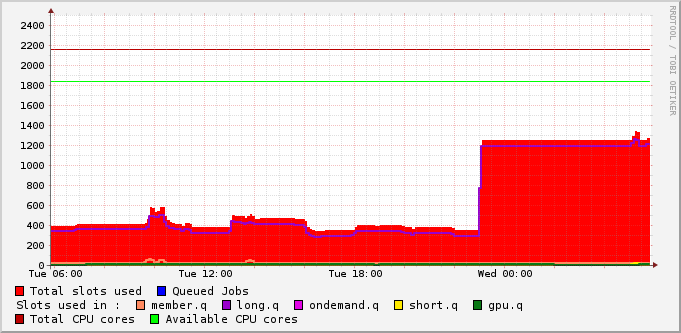 RRDTOOL / TOBI OETIKER
2400
2200
2000
1800
1600
1400
1200
1000
800
600
400
200
0
Tue 06:00 Tue 12:00 Tue 18:00 Wed 00:00
Total slots used Queued Jobs
Slots used in : member.q long.q ondemand.q short.q gpu.q
Total CPU cores Available CPU cores